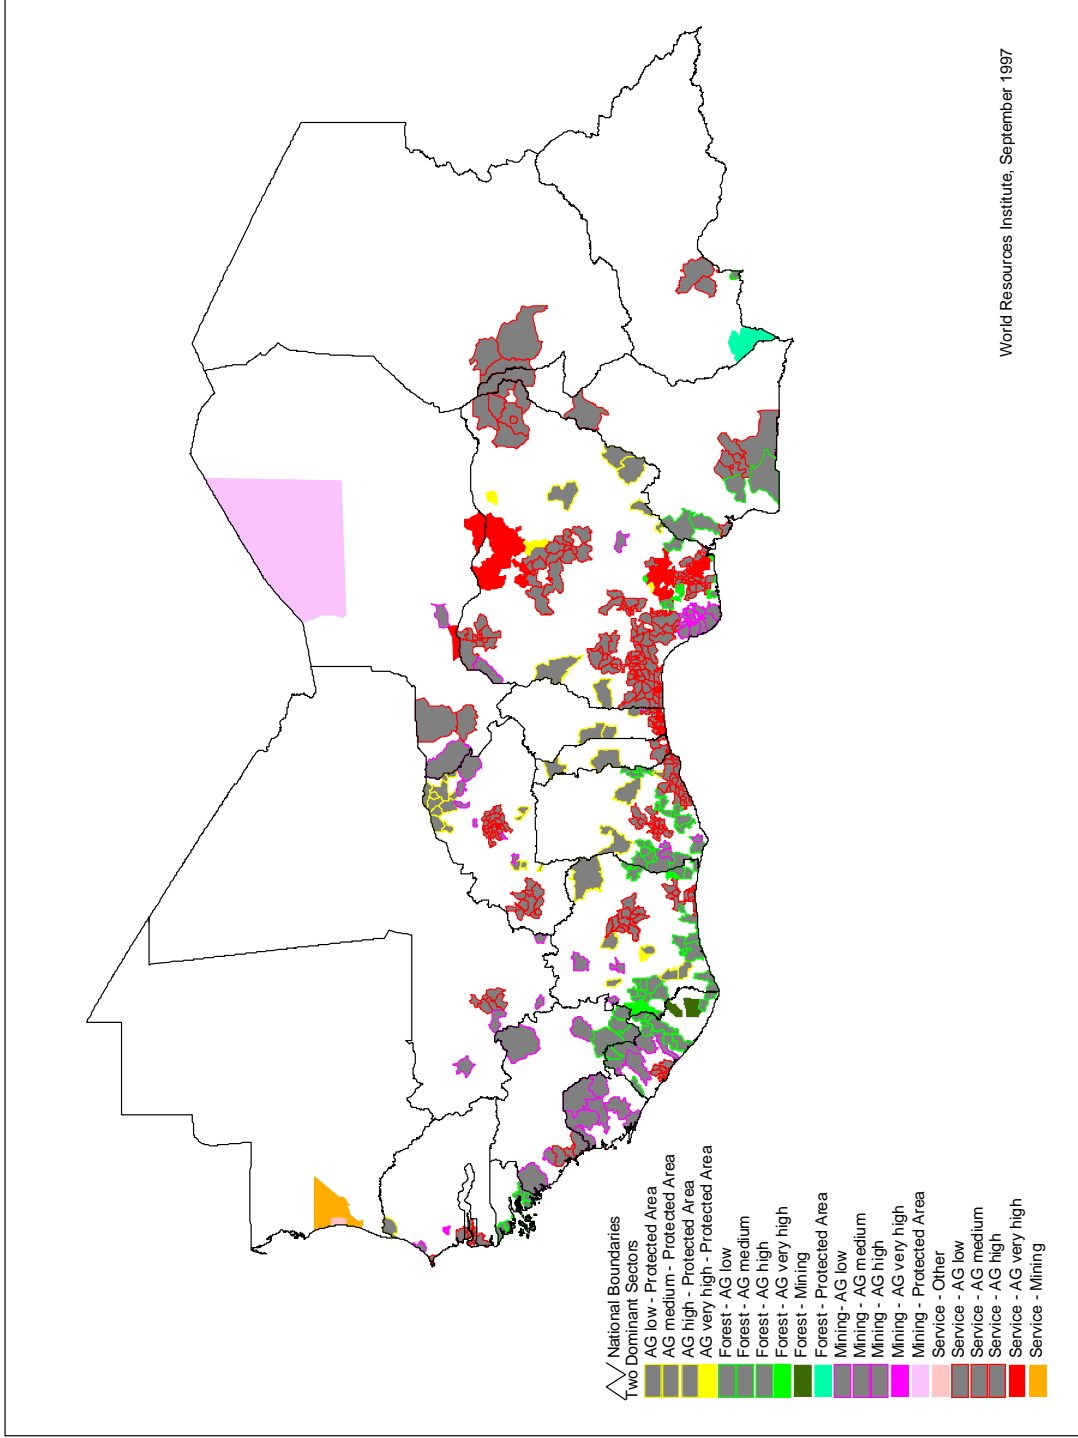 National Boundaries
Two Dominant Sectors
AG low - Protected Area
AG medium - Protected Area
AG high - Protected Area
AG very high - Protected Area
Forest - AG low
Forest - AG medium
Forest - AG high
Forest - AG very high
Forest - Mining
Forest - Protected Area
Mining - AG low
Mining - AG medium
Mining - AG high
Mining - AG very high
Mining - Protected Area
Service - Other
Service - AG low
Service - AG medium
Service - AG high
Service - AG very high
Service - Mining
World Resources Institute, September 1997